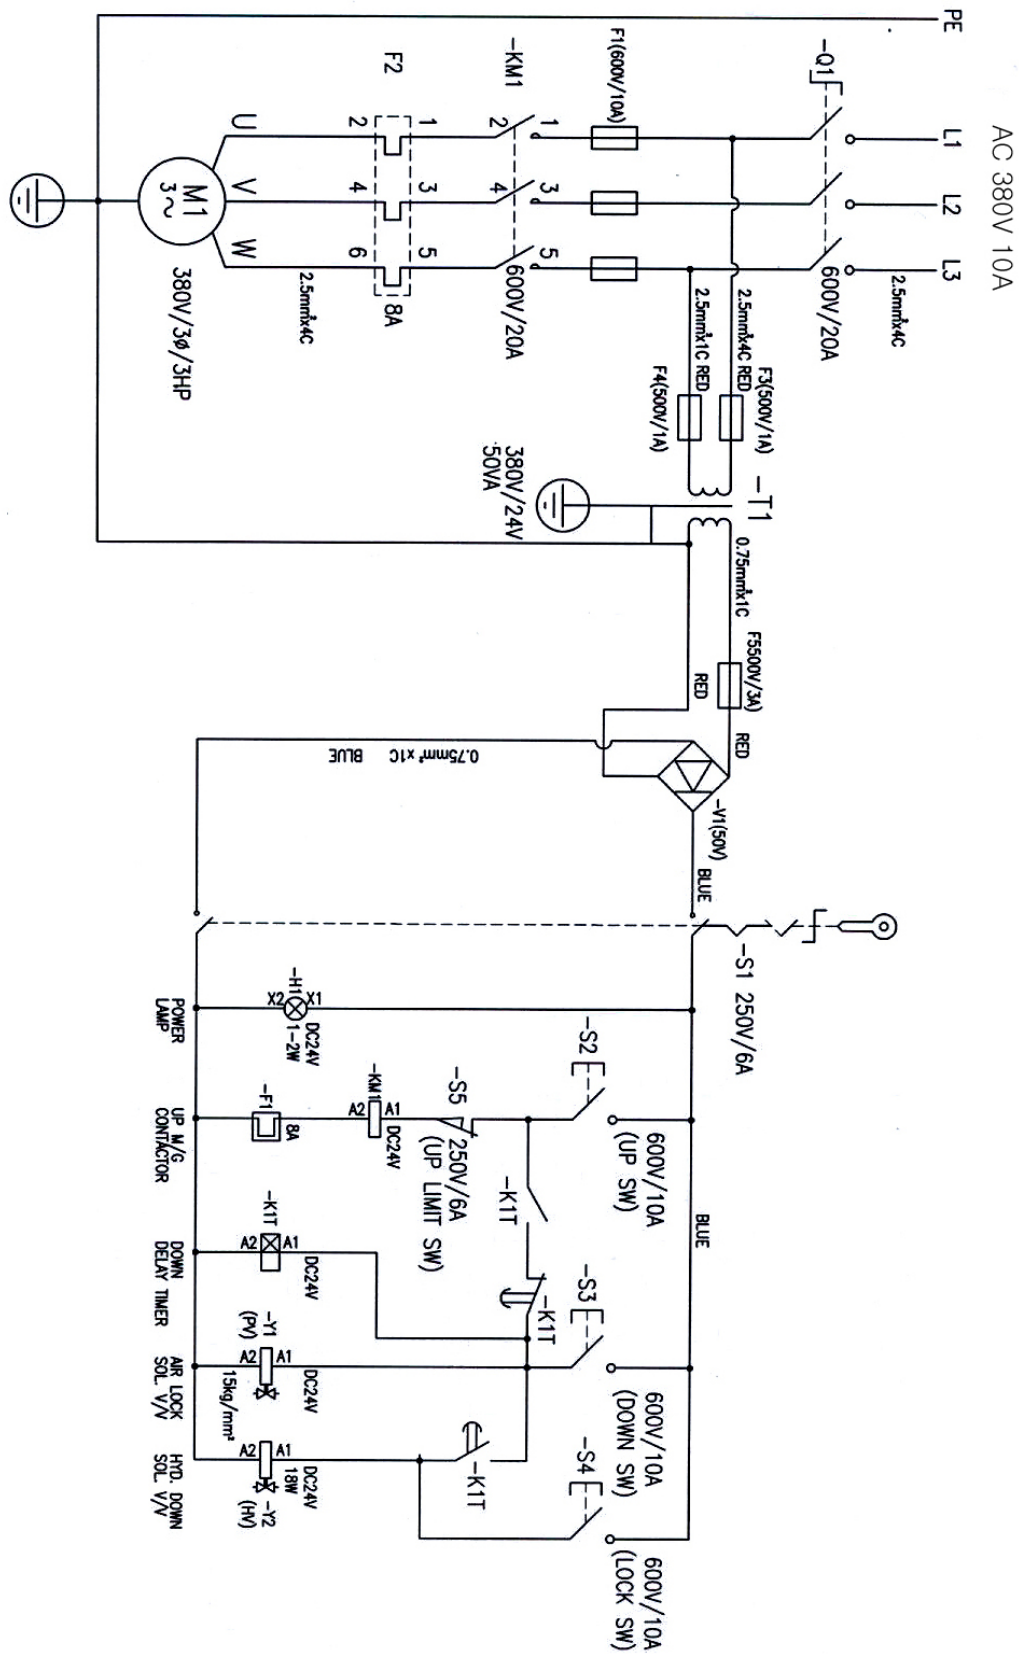 AC 380V 10A
PE
L1
L2
L3
2.5mm²x4C
-Q1
600V/20A
F1(600V/10A)
2.5mm²x4C RED
2.5mm²x1C RED
F3(500V/1A)
F4(500V/1A)
-KM1
1
3
5
2
4
600V/20A
F2
1
3
5
2
4
6
8A
U
V
W
2.5mm²x4C
M1
3~
380V/3ø/3HP
-T1
380V/24V
50VA
0.75mm²x1C
F5500V/3A)
RED
RED
-V1(50V)
BLUE
0.75mm²x1C BLUE
-S1 250V/6A
BLUE
-H1
X1
X2
DC24V
1-2W
POWER
LAMP
-S2
600V/10A
(UP SW)
-S5
250V/6A
(UP LIMIT SW)
-KM1
A1
A2
DC24V
-F1
8A
UP M/G
CONTACTOR
-K1T
-K1T
-K1T
A1
A2
DC24V
DOWN
DELAY TIMER
-S3
600V/10A
(DOWN SW)
-Y1
(PV)
A1
A2
DC24V
15kg/mm²
AIR LOCK
SOL. V/V
-K1T
-S4
600V/10A
(LOCK SW)
A1
A2
DC24V
18W
-Y2
(HV)
HYD. DOWN
SOL. V/V